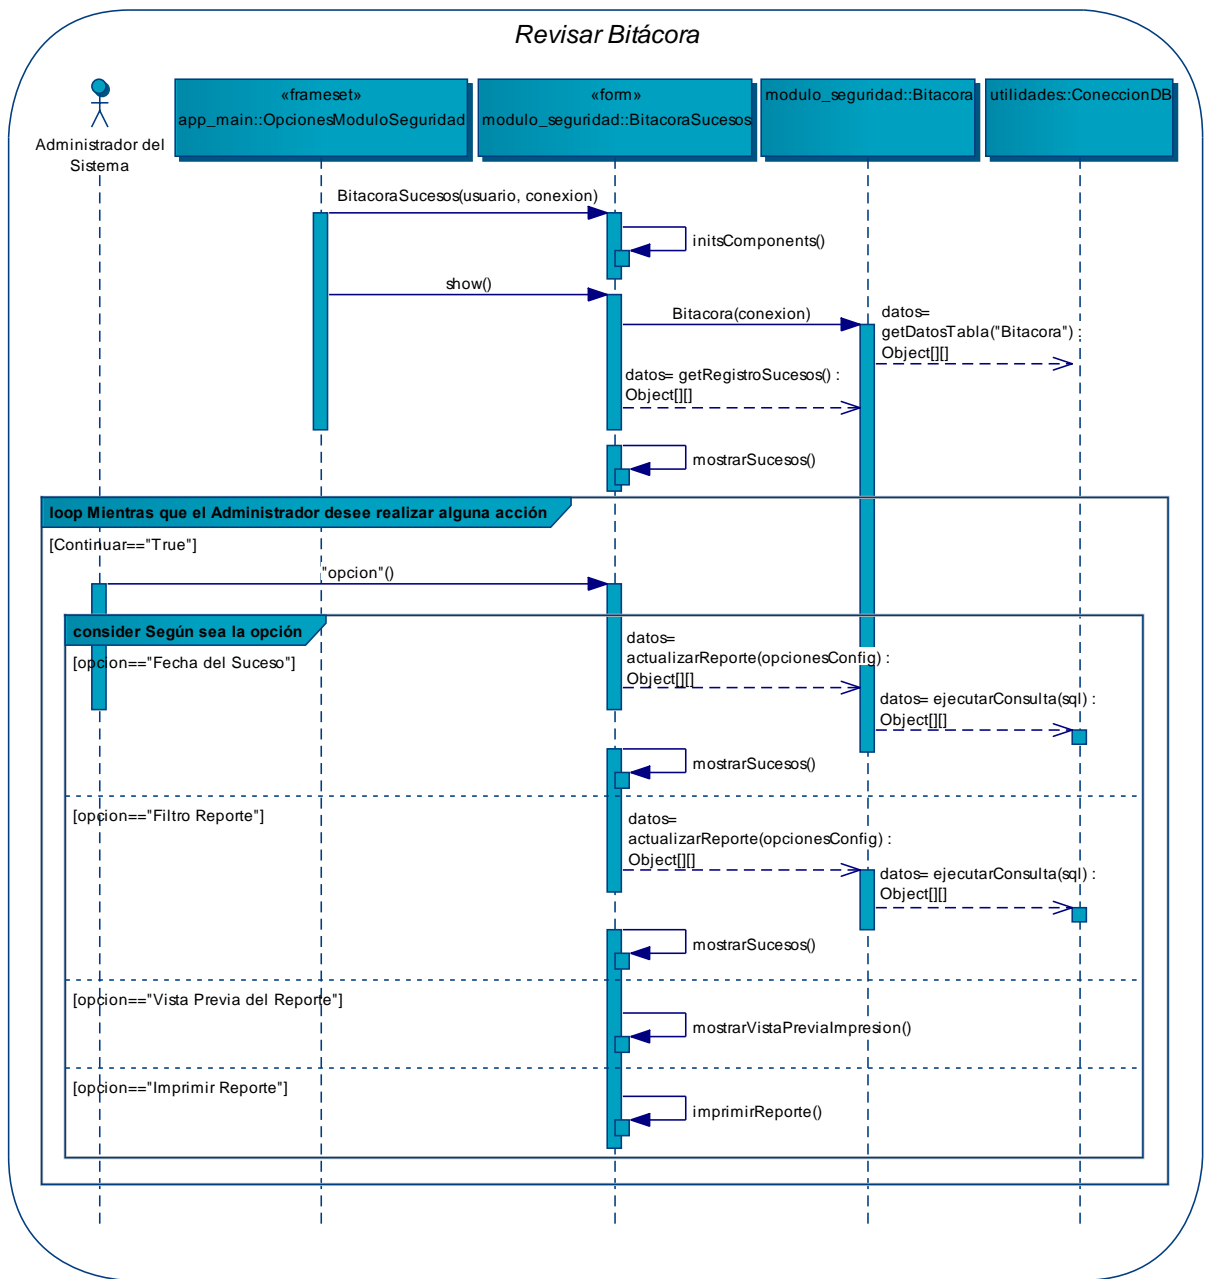 Revisar Bitácora
«frameset»
app_main::OpcionesModuloSeguridad
«form»
modulo_seguridad::BitacoraSucesos
modulo_seguridad::Bitacora
utilidades::ConeccionDB
Administrador del
Sistema
BitacoraSucesos(usuario, conexion)
initsComponents()
show()
Bitacora(conexion)
datos=
getDatosTabla("Bitacora") :
Object[][]
datos= getRegistroSucesos() :
Object[][]
mostrarSucesos()
loop Mientras que el Administrador desee realizar alguna acción
[Continuar=="True"]
"opcion"()
consider Según sea la opción
[opcion=="Fecha del Suceso"]
datos=
actualizarReporte(opcionesConfig) :
Object[][]
datos= ejecutarConsulta(sql) :
Object[][]
mostrarSucesos()
[opcion=="Filtro Reporte"]
datos=
actualizarReporte(opcionesConfig) :
Object[][]
datos= ejecutarConsulta(sql) :
Object[][]
mostrarSucesos()
[opcion=="Vista Previa del Reporte"]
mostrarVistaPreviaImpresion()
[opcion=="Imprimir Reporte"]
imprimirReporte()